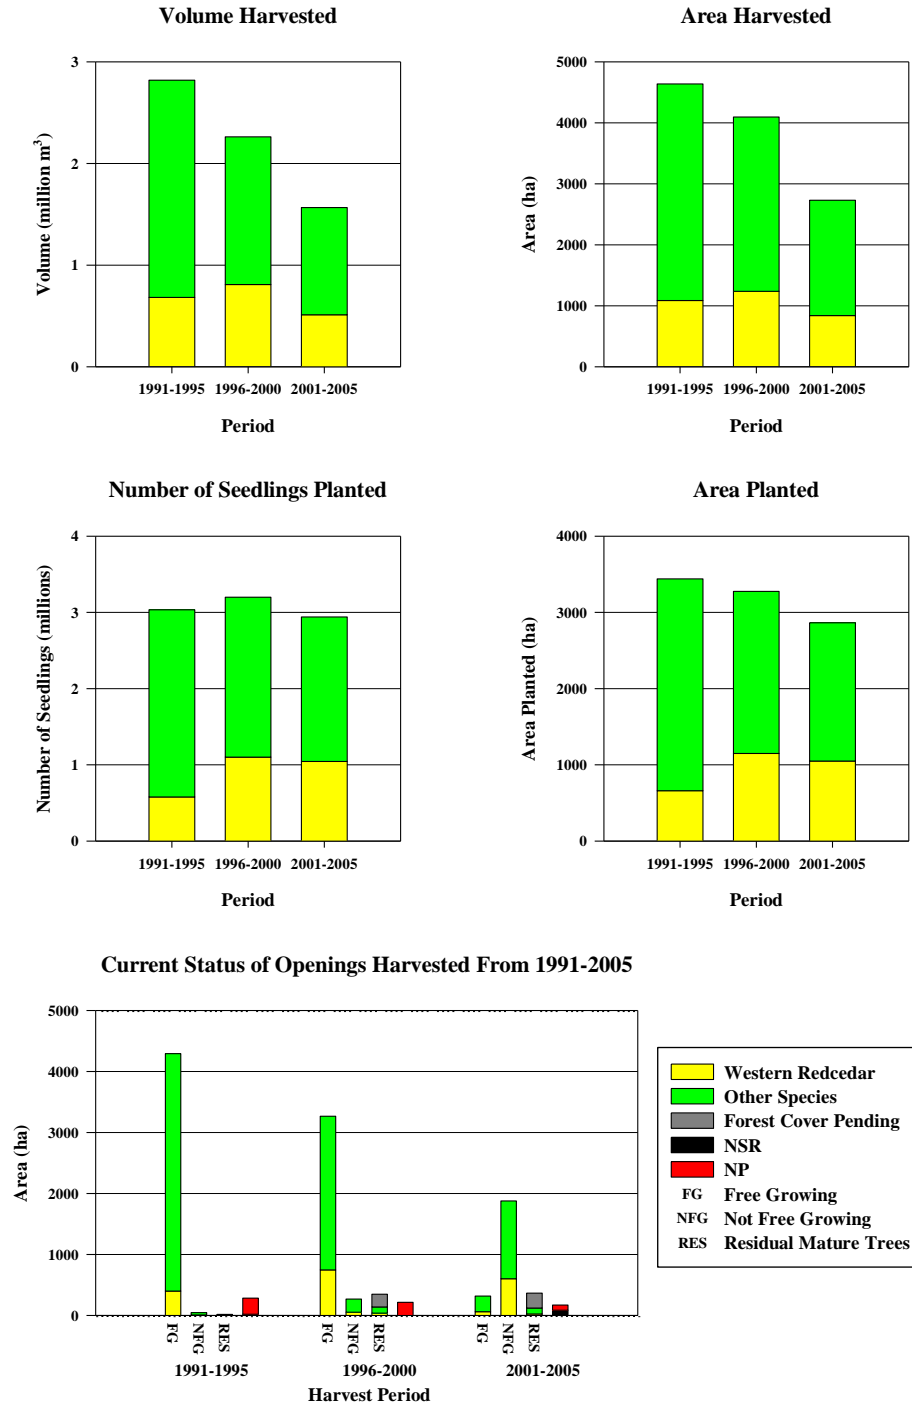 Volume Harvested
Volume (million m³)
3
2
1
0
1991-1995 1996-2000 2001-2005
Period
Area Harvested
Area (ha)
5000
4000
3000
2000
1000
0
1991-1995 1996-2000 2001-2005
Period
Number of Seedlings Planted
Number of Seedlings (millions)
4
3
2
1
0
1991-1995 1996-2000 2001-2005
Period
Area Planted
Area Planted (ha)
4000
3000
2000
1000
0
1991-1995 1996-2000 2001-2005
Period
Current Status of Openings Harvested From 1991-2005
Area (ha)
5000
4000
3000
2000
1000
0
FG NFG RES FG NFG RES FG NFG RES
1991-1995 1996-2000 2001-2005
Harvest Period
Western Redcedar
Other Species
Forest Cover Pending
NSR
NP
FG Free Growing
NFG Not Free Growing
RES Residual Mature Trees